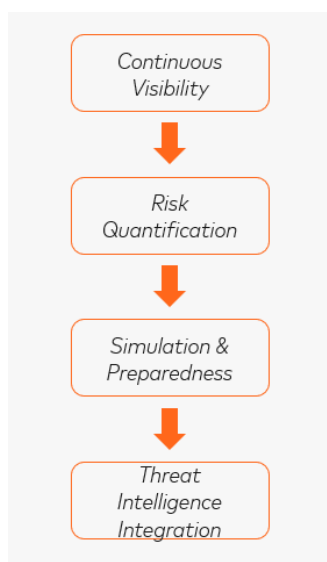 Continuous
Visibility
Risk
Quantification
Simulation &
Preparedness
Threat
Intelligence
Integration